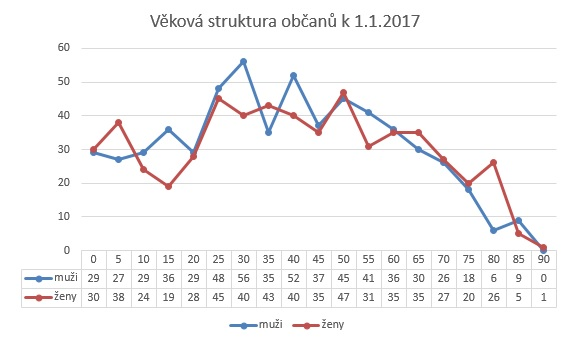 Věková struktura občanů k 1.1.2017
60
50
40
30
20
10
0
0 5 10 15 20 25 30 35 40 45 50 55 60 65 70 75 80 85 90
muži 29 27 29 36 29 48 56 35 52 37 45 41 36 30 26 18 6 9 0
ženy 30 38 24 19 28 45 40 43 40 35 47 31 35 35 27 20 26 5 1
muži ženy